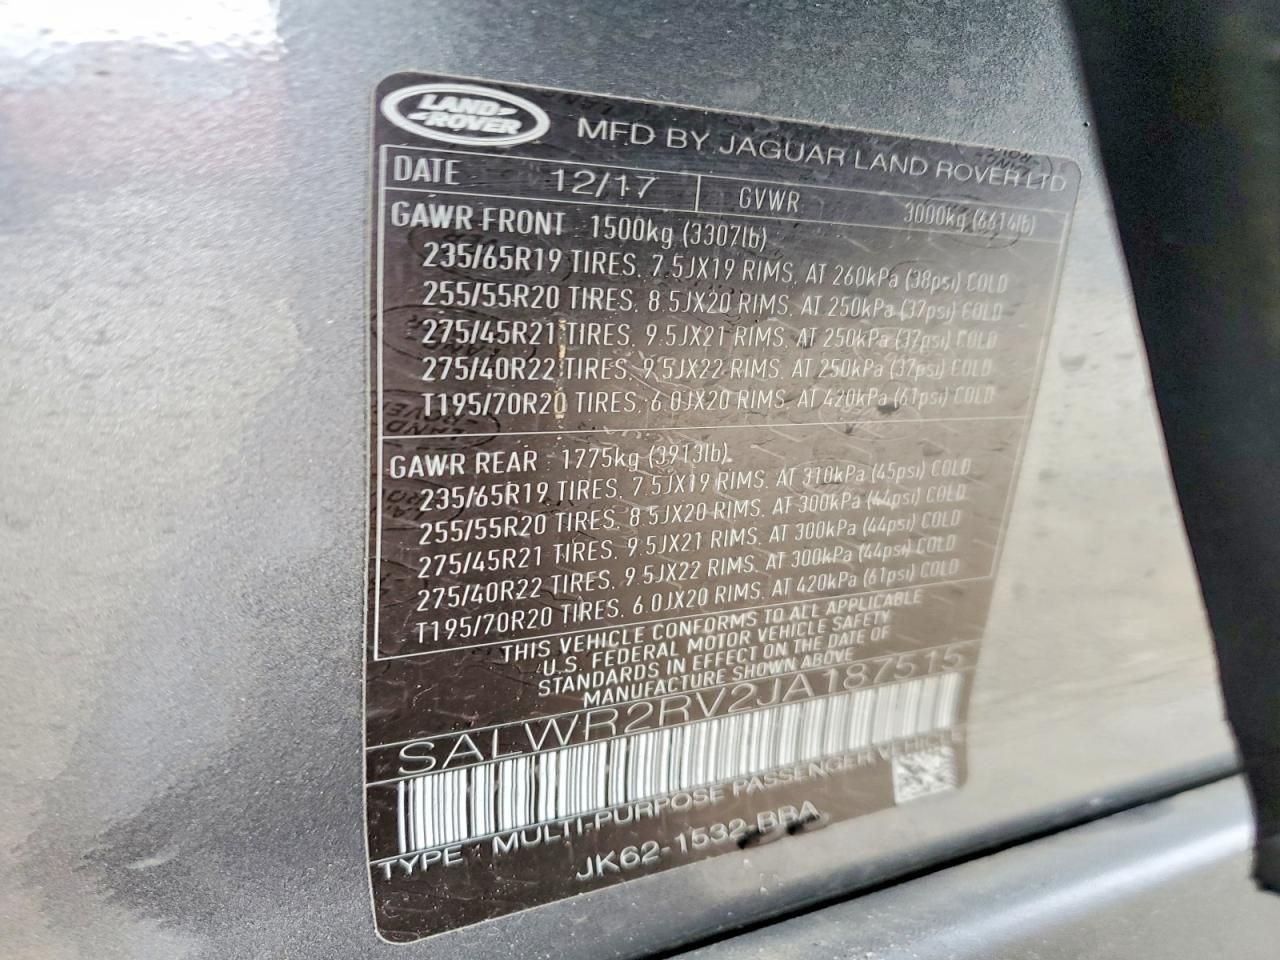 LAND ROVER
MFD BY JAGUAR LAND ROVER LTD
DATE 12/17 GVWR 3000kg (6614lb)
GAWR FRONT 1500kg (3307lb)
235/65R19 TIRES, 7.5JX19 RIMS, AT 260kPa (38psi) COLD
255/55R20 TIRES, 8.5JX20 RIMS, AT 250kPa (37psi) COLD
275/45R21 TIRES, 9.5JX21 RIMS, AT 250kPa (37psi) COLD
275/40R22 TIRES, 9.5JX22 RIMS, AT 250kPa (37psi) COLD
T195/70R20 TIRES, 6.0JX20 RIMS, AT 420kPa (61psi) COLD
GAWR REAR 1775kg (3913lb)
235/65R19 TIRES, 7.5JX19 RIMS, AT 310kPa (45psi) COLD
255/55R20 TIRES, 8.5JX20 RIMS, AT 300kPa (44psi) COLD
275/45R21 TIRES, 9.5JX21 RIMS, AT 300kPa (44psi) COLD
275/40R22 TIRES, 9.5JX22 RIMS, AT 300kPa (44psi) COLD
T195/70R20 TIRES, 6.0JX20 RIMS, AT 420kPa (61psi) COLD
THIS VEHICLE CONFORMS TO ALL APPLICABLE
U.S. FEDERAL MOTOR VEHICLE SAFETY
STANDARDS IN EFFECT ON THE DATE OF
MANUFACTURE SHOWN ABOVE
SALWR2RV2JA187515
TYPE : MULTI-PURPOSE PASSENGER VEHICLE
JK62-1532-BBA